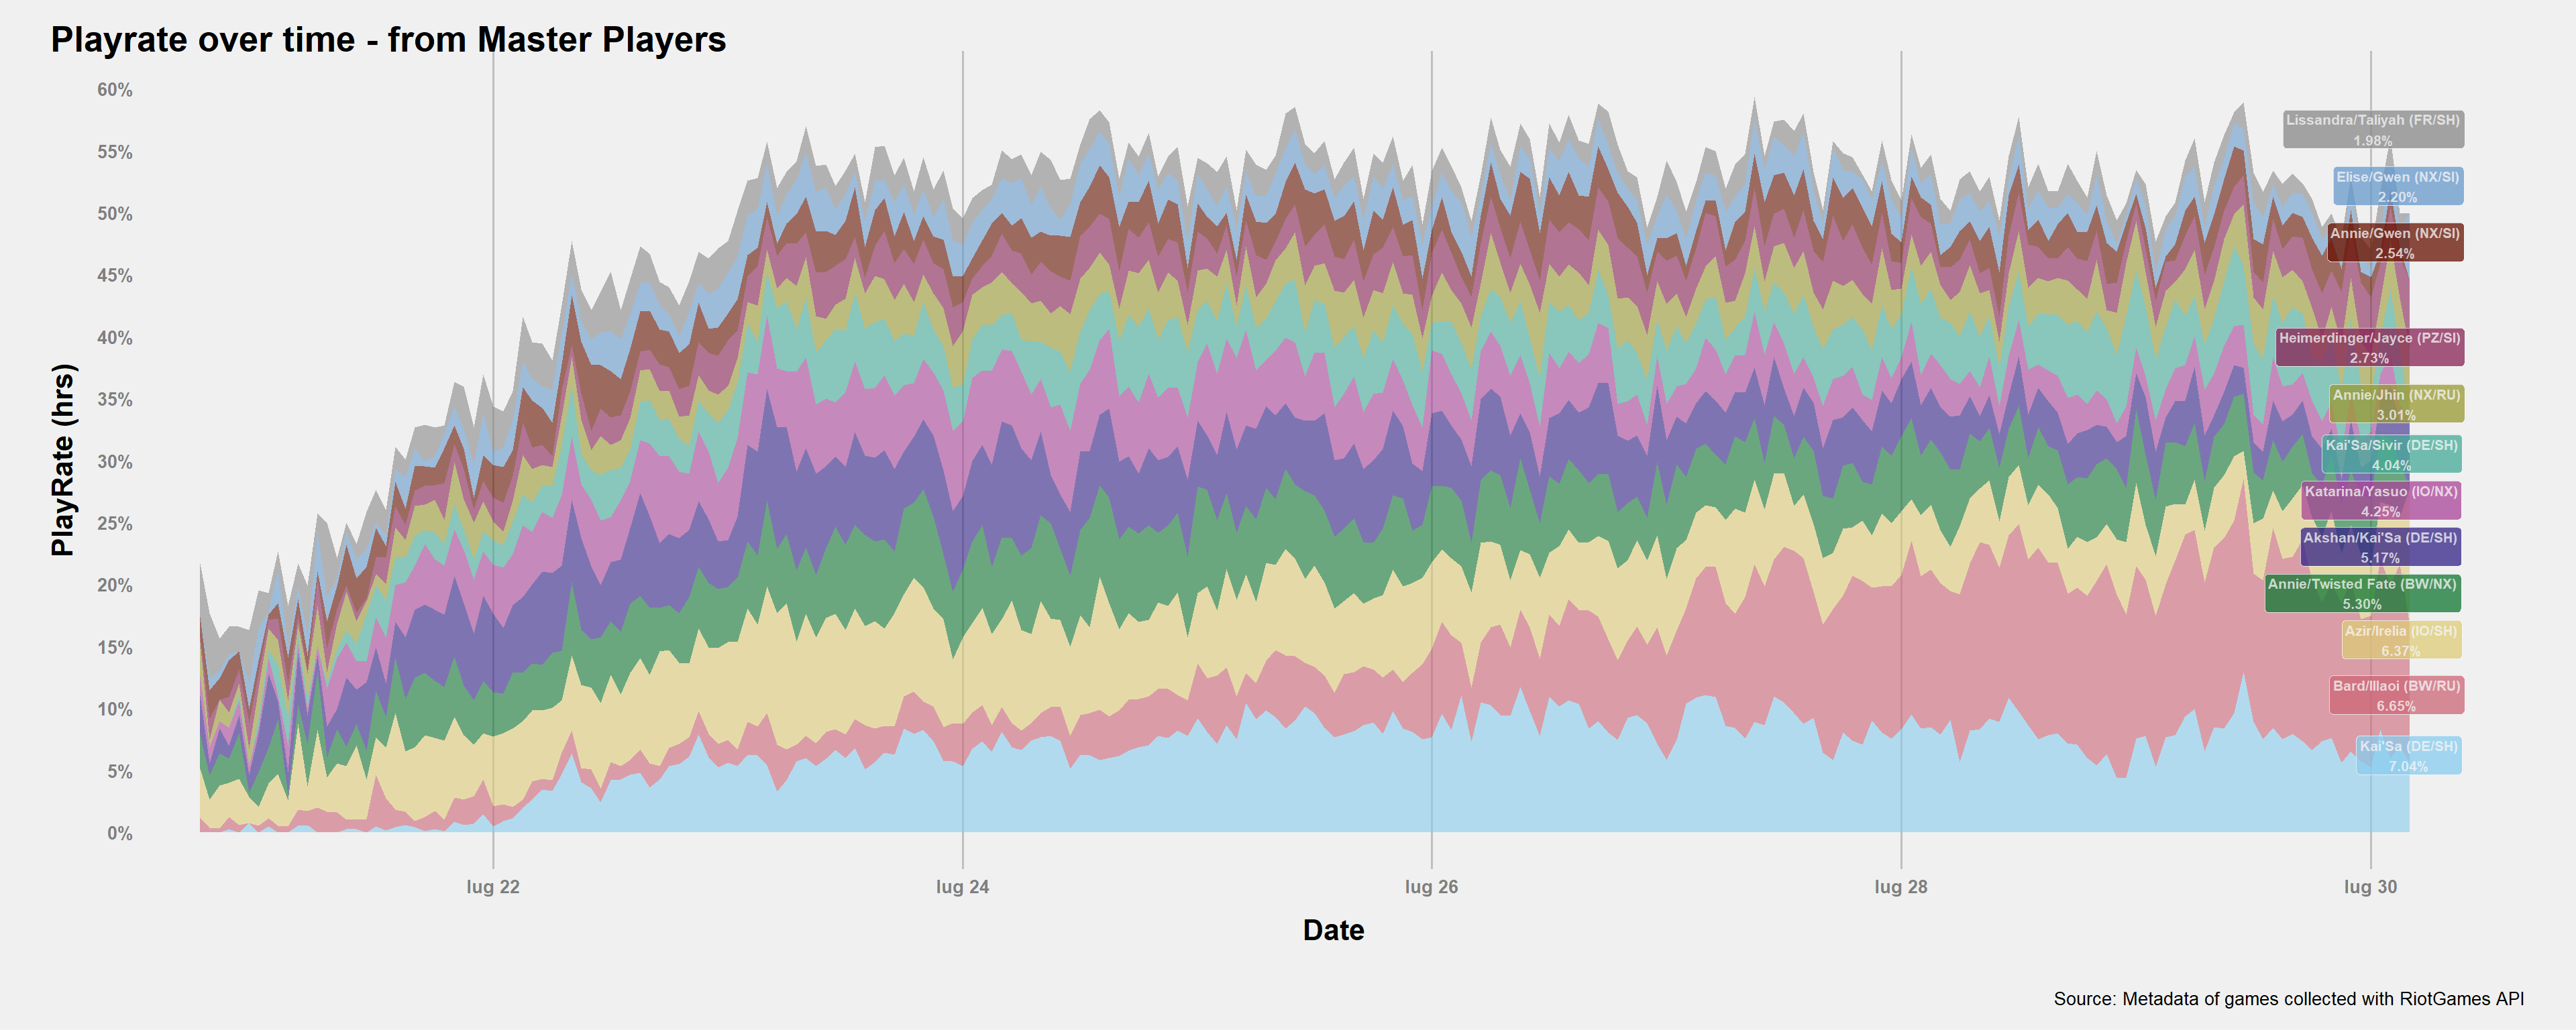 Playrate over time - from Master Players
PlayRate (hrs)
60%
55%
50%
45%
40%
35%
30%
25%
20%
15%
10%
5%
0%
Lissandra/Taliyah (FR/SH)
1.98%
Elise/Gwen (NX/SI)
2.20%
Annie/Gwen (NX/SI)
2.54%
Heimerdinger/Jayce (PZ/SI)
2.73%
Annie/Jhin (NX/RU)
3.01%
Kai'Sa/Sivir (DE/SH)
4.04%
Katarina/Yasuo (IO/NX)
4.25%
Akshan/Kai'Sa (DE/SH)
5.17%
Annie/Twisted Fate (BW/NX)
5.30%
Azir/Irelia (IO/SH)
6.37%
Bard/Illaoi (BW/RU)
6.65%
Kai'Sa (DE/SH)
7.04%
lug 22
lug 24
lug 26
lug 28
lug 30
Date
Source: Metadata of games collected with RiotGames API